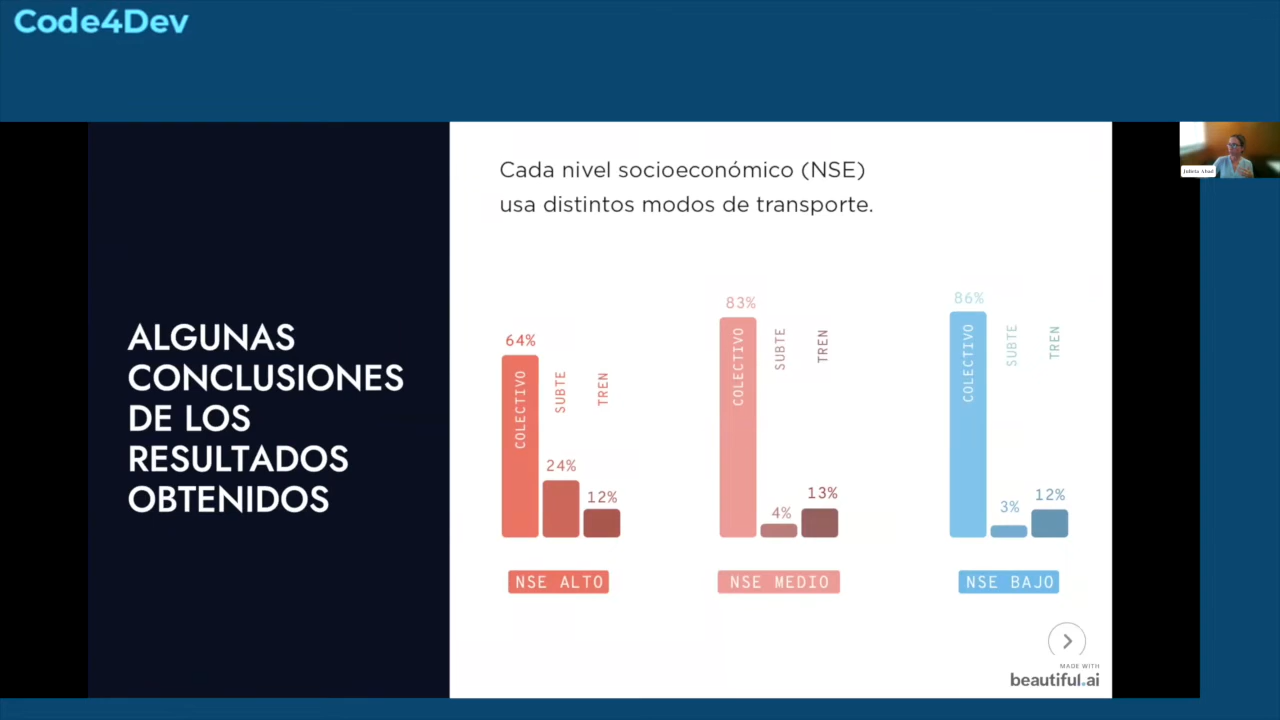 Code4Dev
Julieta Abad
Cada nivel socioeconómico (NSE)
usa distintos modos de transporte.
ALGUNAS
CONCLUSIONES
DE LOS
RESULTADOS
OBTENIDOS
64%
COLECTIVO
SUBTE
TREN
24%
12%
NSE ALTO
83%
COLECTIVO
SUBTE
TREN
4%
13%
NSE MEDIO
86%
COLECTIVO
SUBTE
TREN
3%
12%
NSE BAJO
MADE WITH
beautiful.ai